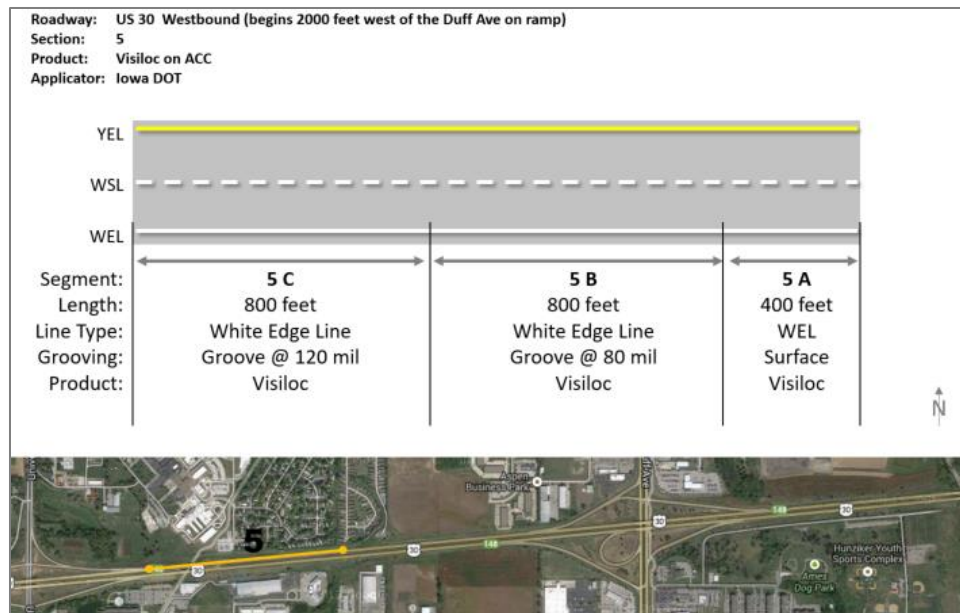 Roadway: US 30 Westbound (begins 2000 feet west of the Duff Ave on ramp)
Section: 5
Product: Visiloc on ACC
Applicator: Iowa DOT
YEL
WSL
WEL
Segment: 5 C 5 B 5 A
Length: 800 feet 800 feet 400 feet
Line Type: White Edge Line White Edge Line WEL
Grooving: Groove @ 120 mil Groove @ 80 mil Surface
Product: Visiloc Visiloc Visiloc
N
Aspen
Business Park
30
148
5
30
148
30
Hunziker Youth
Sports Complex
30
Ames
Dog Park